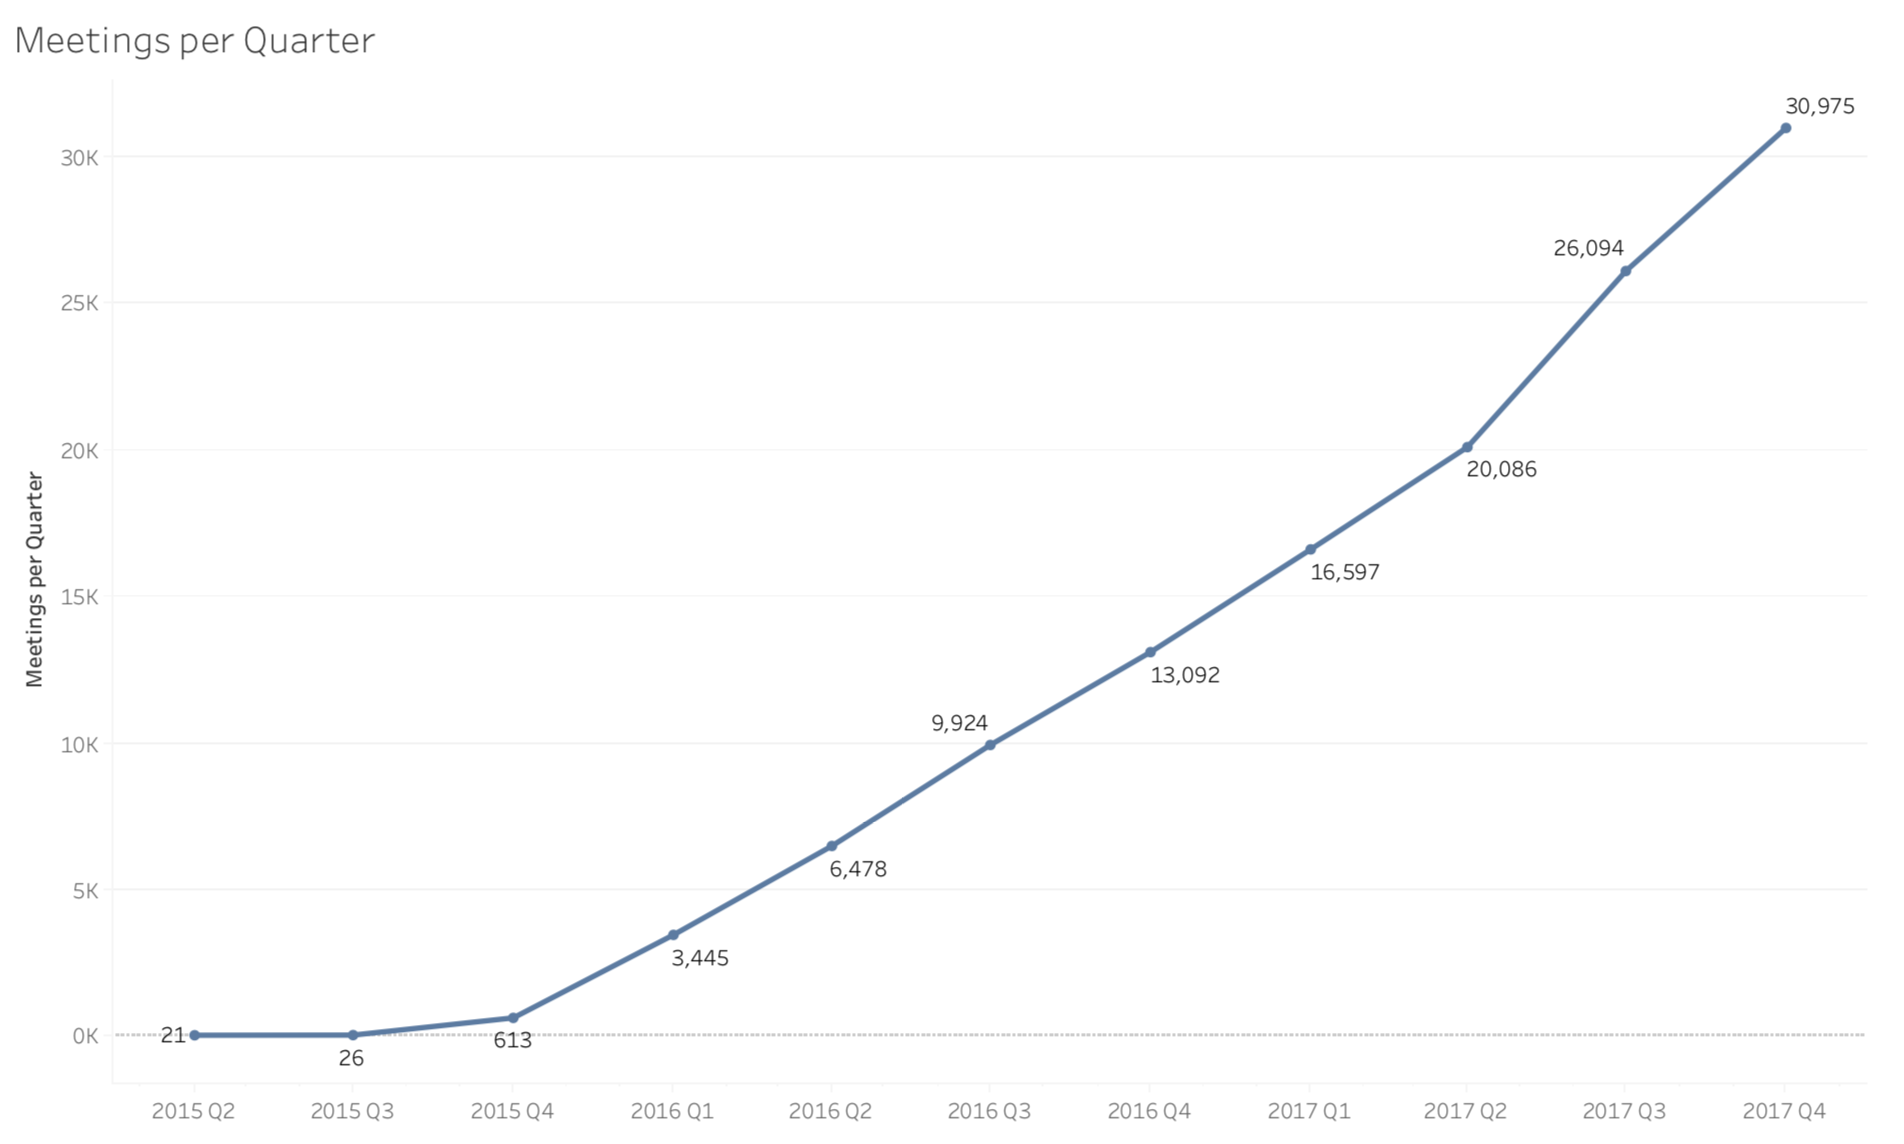 Meetings per Quarter
30,975
30K
26,094
25K
20K
20,086
Meetings per Quarter
15K
16,597
13,092
9,924
10K
6,478
5K
3,445
0K
21
613
26
2015 Q2 2015 Q3 2015 Q4 2016 Q1 2016 Q2 2016 Q3 2016 Q4 2017 Q1 2017 Q2 2017 Q3 2017 Q4